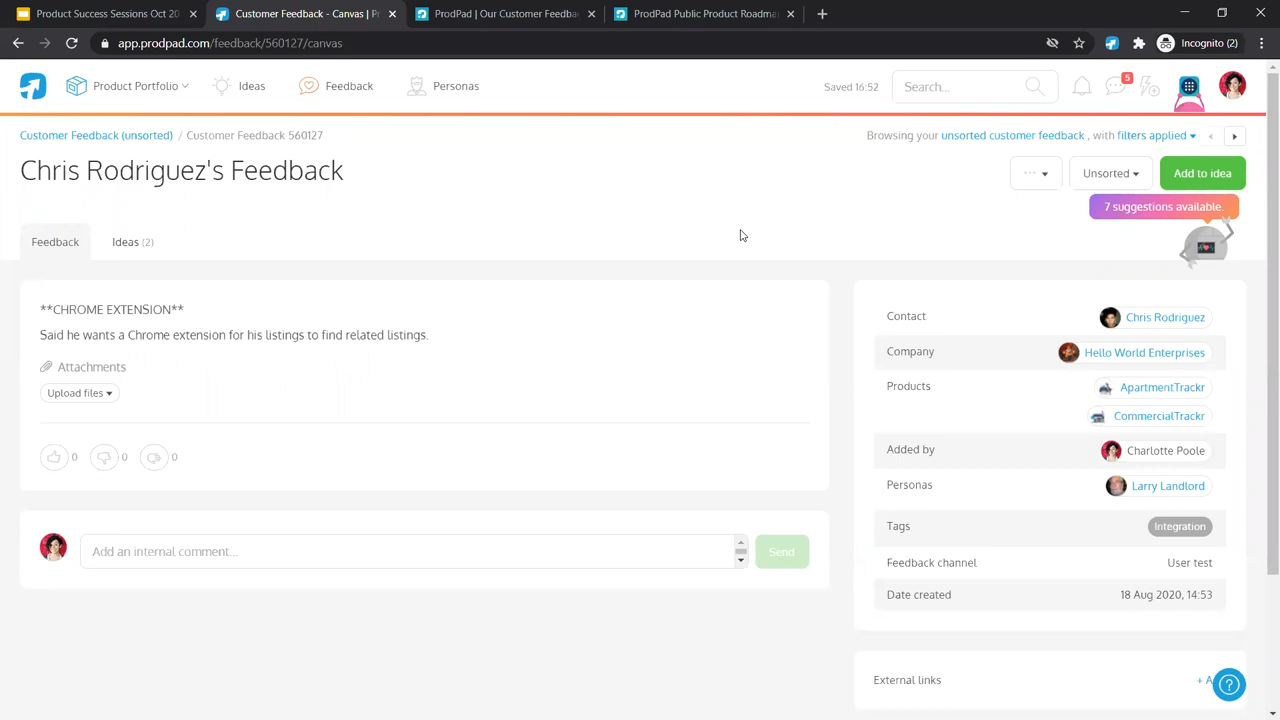 Product Success Sessions Oct 20
Customer Feedback - Canvas | Pr
ProdPad | Our Customer Feedba
ProdPad Public Product Roadma
app.prodpad.com/feedback/560127/canvas
Incognito (2)
Product Portfolio
Ideas
Feedback
Personas
Saved 16:52
Search...
5
Customer Feedback (unsorted) / Customer Feedback 560127
Browsing your unsorted customer feedback , with filters applied
Chris Rodriguez's Feedback
Unsorted
Add to idea
7 suggestions available.
Feedback
Ideas (2)
**CHROME EXTENSION**
Said he wants a Chrome extension for his listings to find related listings.
Attachments
Upload files
0 0 0
Add an internal comment...
Send
Contact Chris Rodriguez
Company Hello World Enterprises
Products ApartmentTrackr
CommercialTrackr
Added by Charlotte Poole
Personas Larry Landlord
Tags Integration
Feedback channel User test
Date created 18 Aug 2020, 14:53
External links + A
?